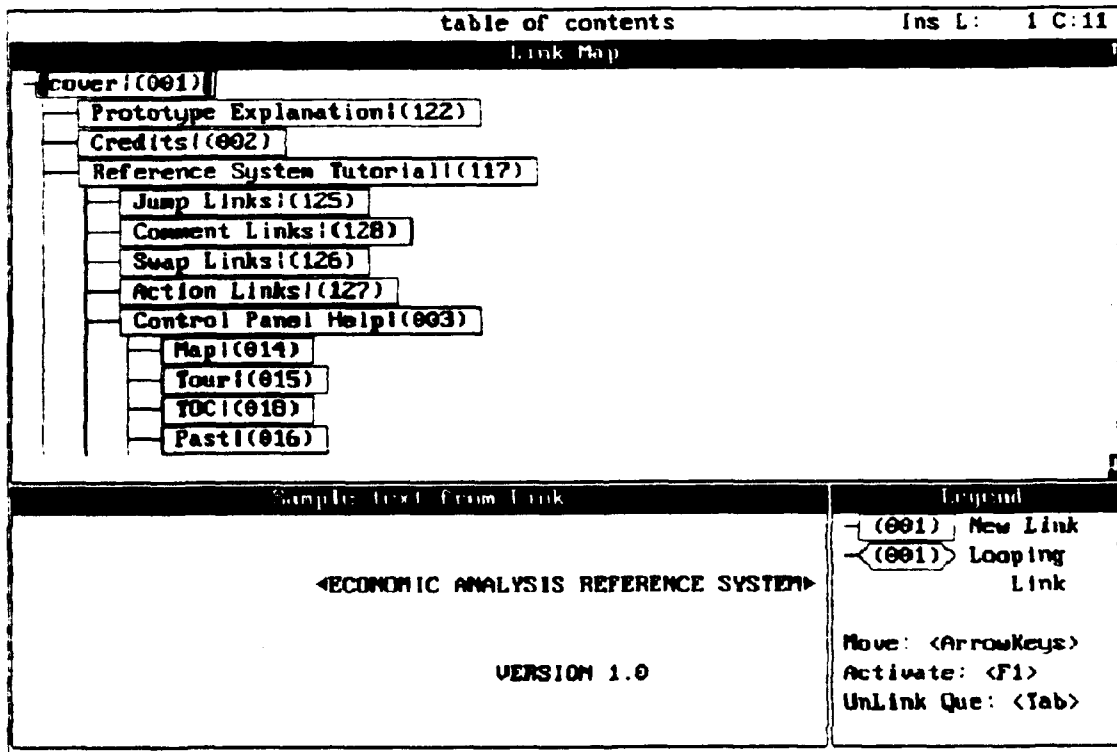 table of contents Ins L: 1 C:11
Link Map
cover|(001)
Prototype Explanation|(122)
Credits|(002)
Reference System Tutorial|(117)
Jump Links|(125)
Comment Links|(128)
Swap Links|(126)
Action Links|(127)
Control Panel Help|(003)
Map|(014)
Tour|(015)
TOC|(018)
Past|(016)
Sample text from Link
◄ECONOMIC ANALYSIS REFERENCE SYSTEM►
VERSION 1.0
Legend
(001) New Link
(001) Looping
Link
Move: <ArrowKeys>
Activate: <F1>
UnLink Que: <Tab>